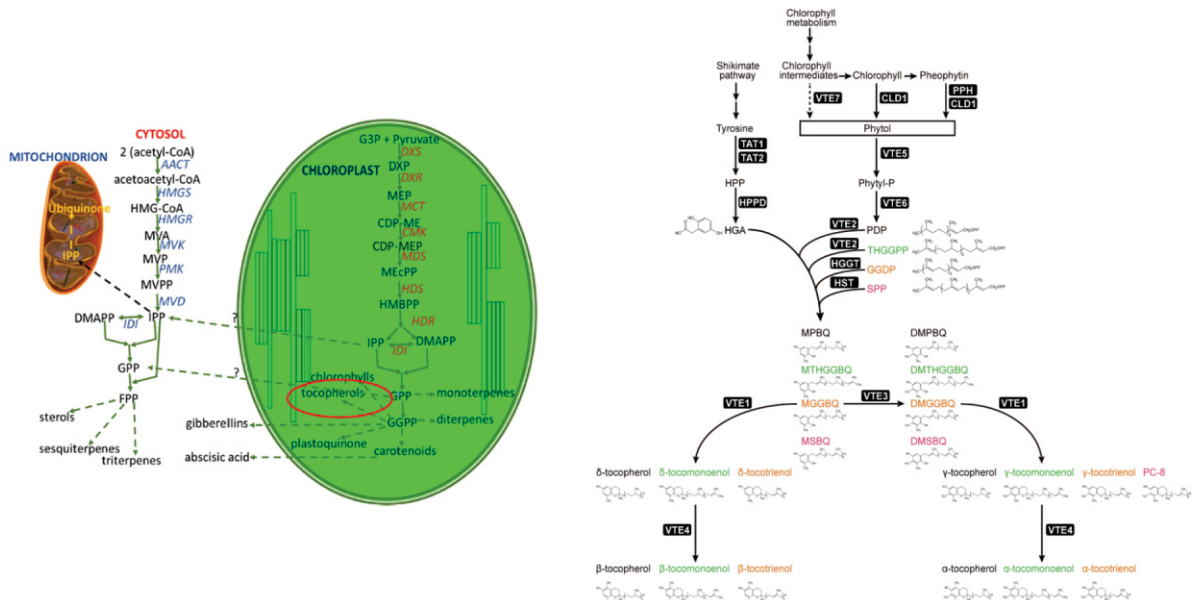 CYTOSOL
2 (acetyl-CoA)
AACT
acetoacetyl-CoA
HMGS
HMG-CoA
HMGR
MVA
MVK
MVP
PMK
MVPP
MVD
DMAPP
IDI
IPP
GPP
FPP
sterols
sesquiterpenes
triterpenes
MITOCHONDRION
Ubiquinone
IPP
?
?
CHLOROPLAST
G3P + Pyruvate
DXS
DXP
DXR
MEP
MCT
CDP-ME
CMK
CDP-MEP
MDS
MEcPP
HDS
HMBPP
HDR
IPP
IDI
DMAPP
chlorophylls
tocopherols
GPP
monoterpenes
gibberellins
GGPP
diterpenes
plastoquinone
abscisic acid
carotenoids
Chlorophyll
metabolism
Shikimate
pathway
Chlorophyll
intermediates
Chlorophyll
Pheophytin
VTE7
CLD1
PPH
CLD1
Tyrosine
Phytol
TAT1
TAT2
VTE5
HPP
Phytyl-P
HPPD
VTE6
HGA
VTE2
PDP
VTE2
THGGPP
HGGT
GGDP
HST
SPP
MPBQ
DMPBQ
MTHGGBQ
DMTHGGBQ
VTE1
MGGBQ
VTE3
DMGGBQ
VTE1
MSBQ
DMSBQ
δ-tocopherol δ-tocomonoenol δ-tocotrienol
γ-tocopherol γ-tocomonoenol γ-tocotrienol PC-8
VTE4
VTE4
β-tocopherol β-tocomonoenol β-tocotrienol
α-tocopherol α-tocomonoenol α-tocotrienol